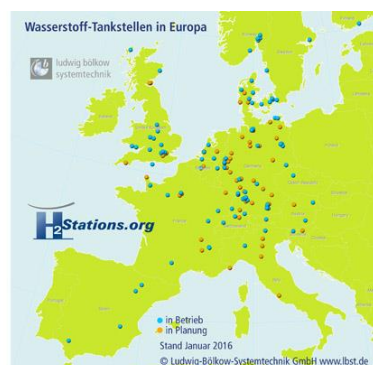 Wasserstoff-Tankstellen in Europa
ludwig bölkow
systemtechnik
H2Stations.org
in Betrieb
in Planung
Stand Januar 2016
© Ludwig-Bölkow-Systemtechnik GmbH www.lbst.de